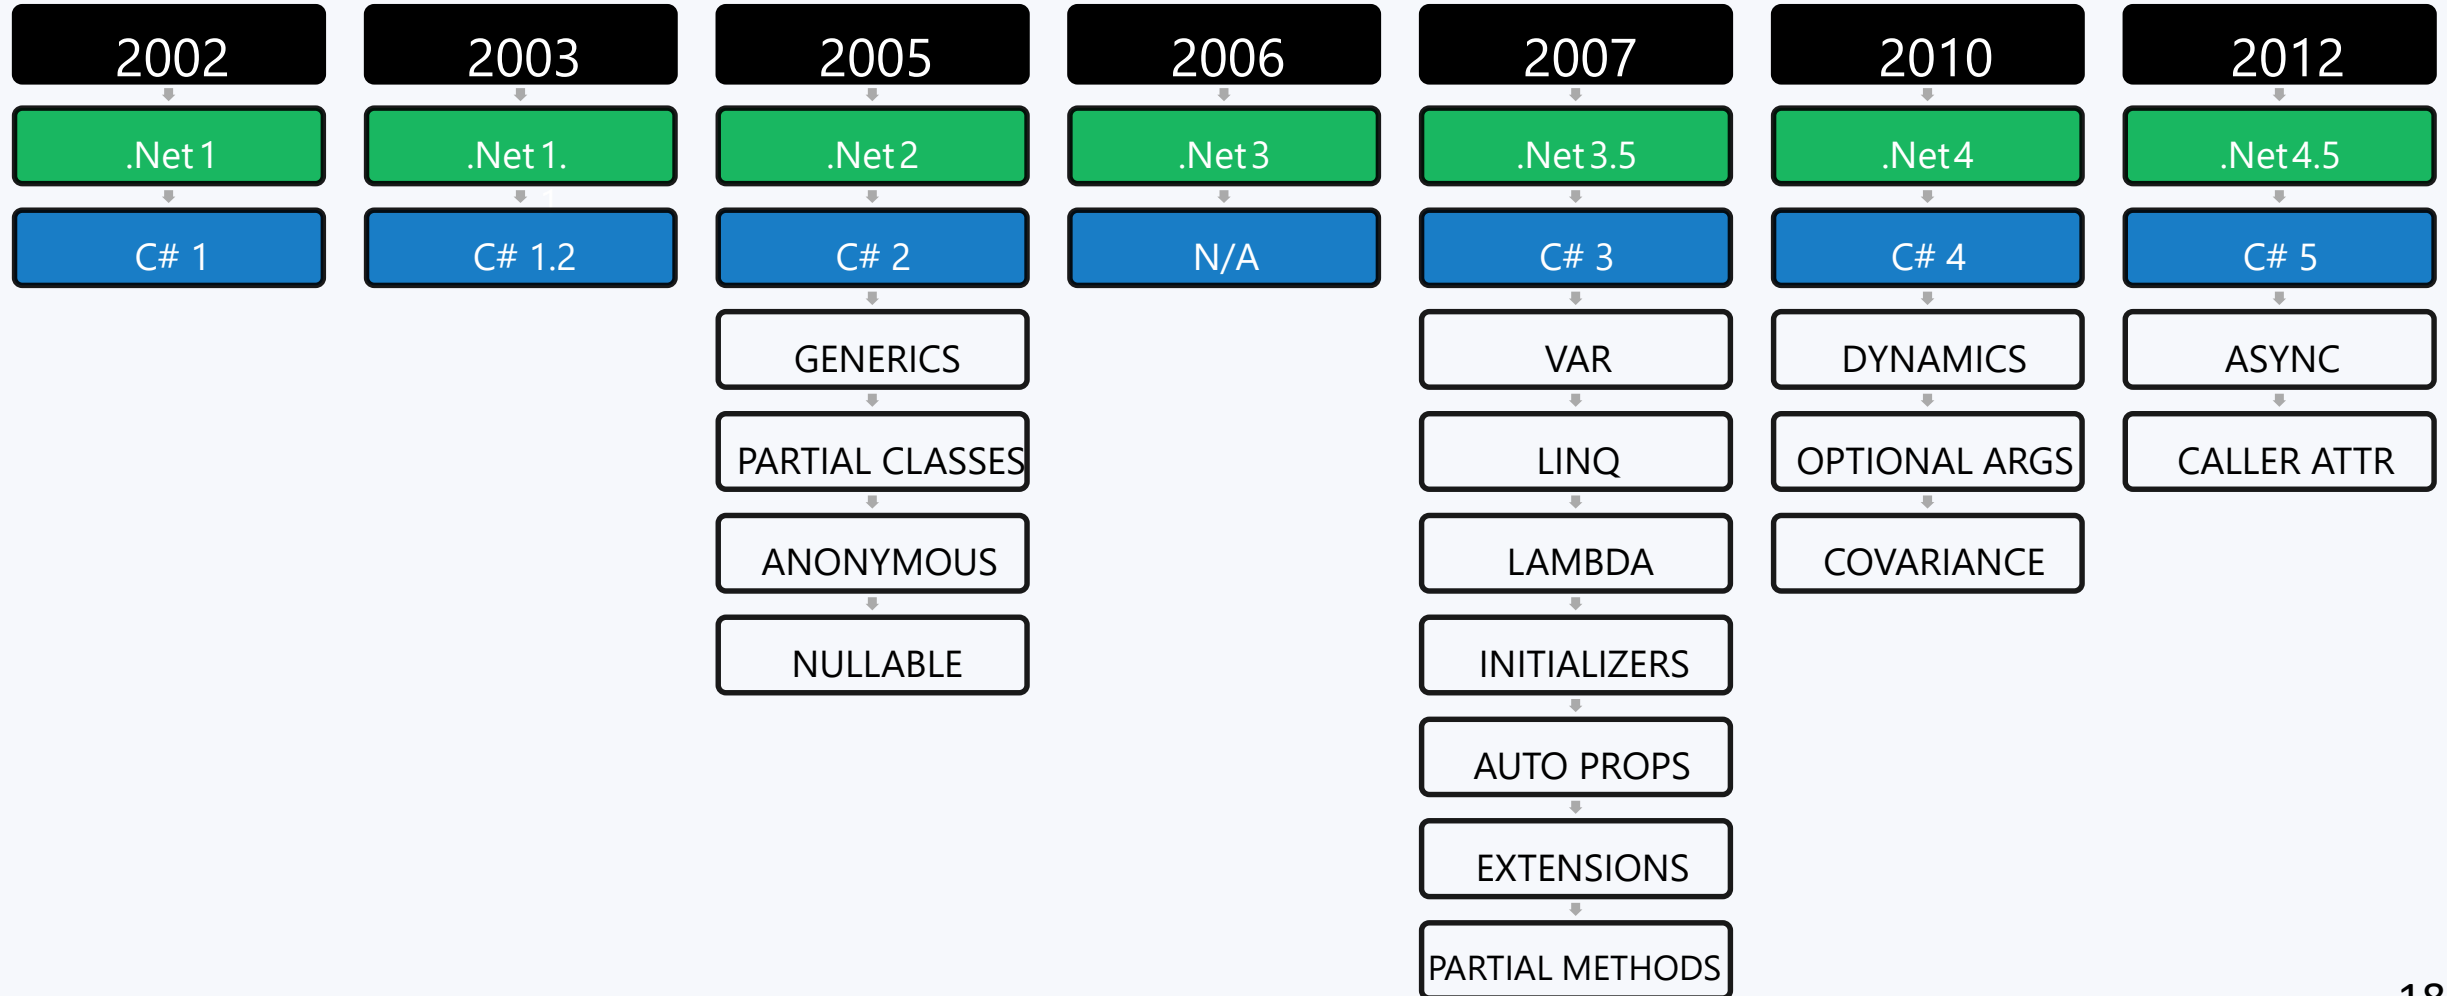 2002
.Net 1
C# 1
2003
.Net 1.
1
C# 1.2
2005
.Net 2
C# 2
GENERICS
PARTIAL CLASSES
ANONYMOUS
NULLABLE
2006
.Net 3
N/A
2007
.Net 3.5
C# 3
VAR
LINQ
LAMBDA
INITIALIZERS
AUTO PROPS
EXTENSIONS
PARTIAL METHODS
2010
.Net 4
C# 4
DYNAMICS
OPTIONAL ARGS
COVARIANCE
2012
.Net 4.5
C# 5
ASYNC
CALLER ATTR
18